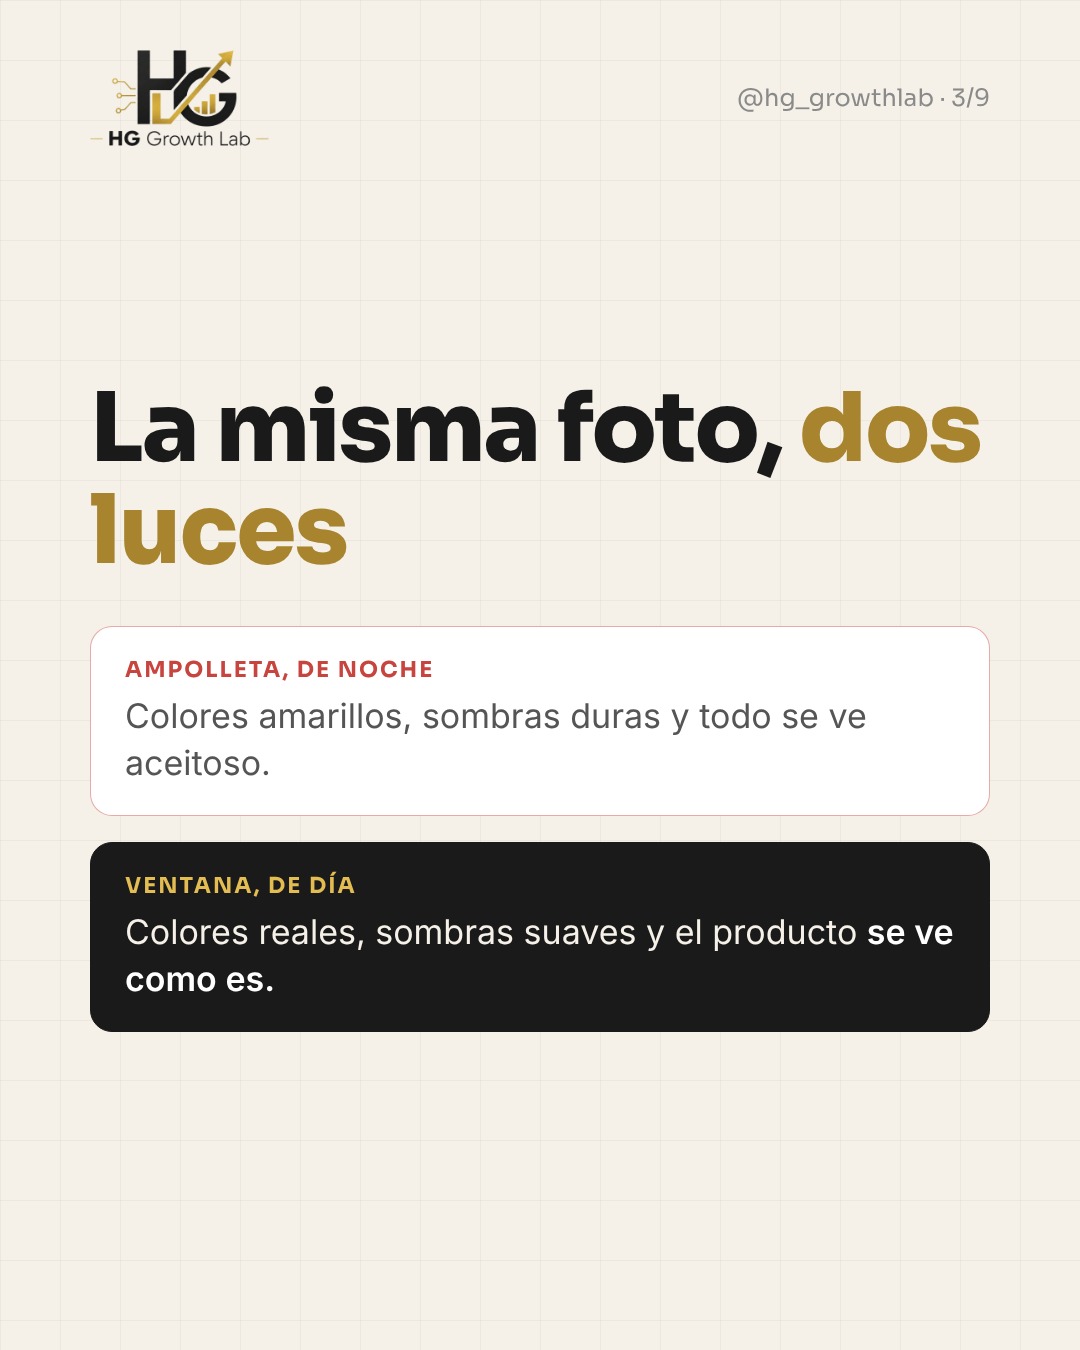 HG
HG Growth Lab
@hg_growthlab · 3/9
La misma foto, dos
luces
AMPOLLETA, DE NOCHE
Colores amarillos, sombras duras y todo se ve
aceitoso.
VENTANA, DE DÍA
Colores reales, sombras suaves y el producto se ve
como es.